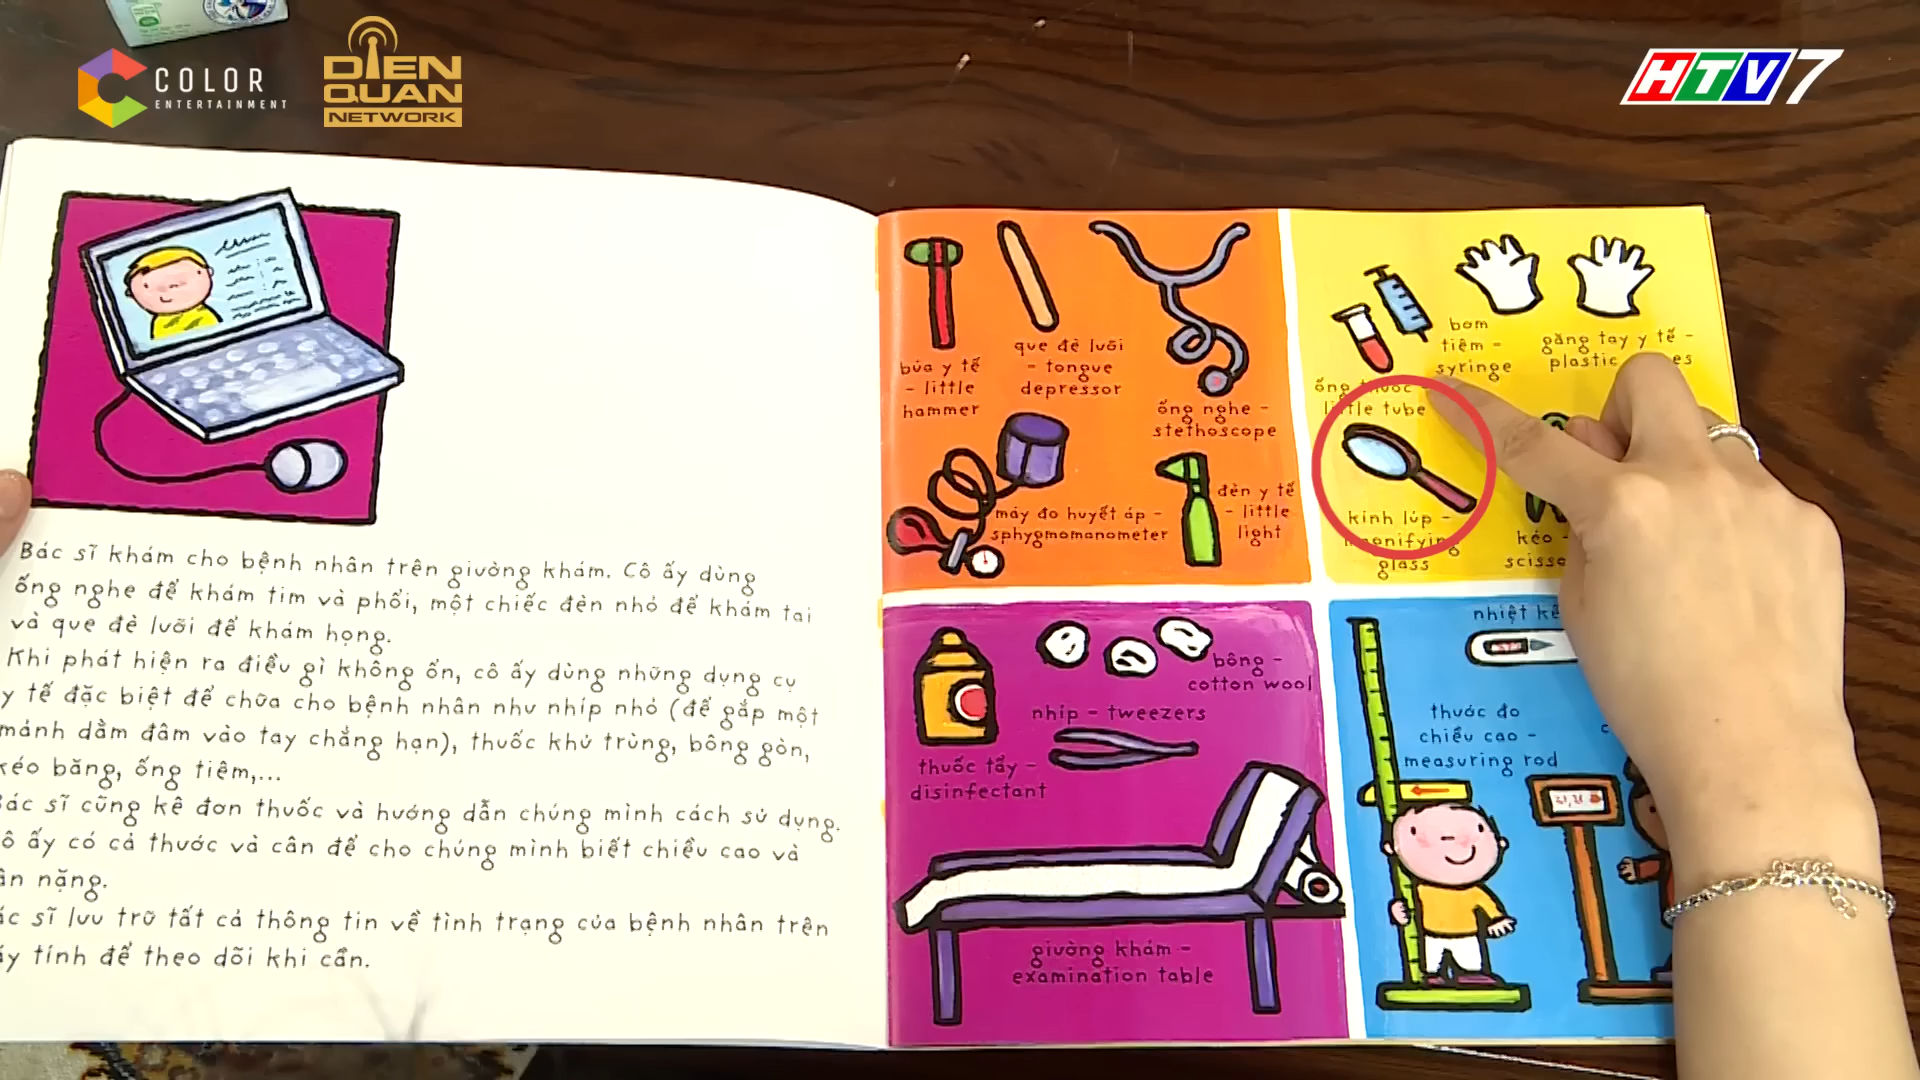 COLOR
ENTERTAINMENT
DIEN
QUAN
NETWORK
HTV7
Bác sĩ khám cho bệnh nhân trên giường khám. Cô ấy dùng
ống nghe để khám tim và phổi, một chiếc đèn nhỏ để khám tai
và que đè lưỡi để khám họng.
Khi phát hiện ra điều gì không ổn, cô ấy dùng những dụng cụ
y tế đặc biệt để chữa cho bệnh nhân như nhíp nhỏ (để gắp một
mảnh dằm đâm vào tay chẳng hạn), thuốc khử trùng, bông gòn,
kéo băng, ống tiêm,...
Bác sĩ cũng kê đơn thuốc và hướng dẫn chúng mình cách sử dụng.
ấy có cả thước và cân để cho chúng mình biết chiều cao và
nặng.
sĩ lưu trữ tất cả thông tin về tình trạng của bệnh nhân trên
tính để theo dõi khi cần.
búa y tế
- little
hammer
que đè lưỡi
- tongue
depressor
ống nghe -
stethoscope
máy đo huyết áp -
sphygmomanometer
đèn y tế
- little
light
ống thuốc -
little tube
bơm
tiêm -
syringe
găng tay y tế -
plastic
kính lúp -
magnifying
glass
kéo -
bông -
cotton wool
nhíp - tweezers
thuốc tẩy -
disinfectant
giường khám -
examination table
nhiệt kế
thước đo
chiều cao -
measuring rod